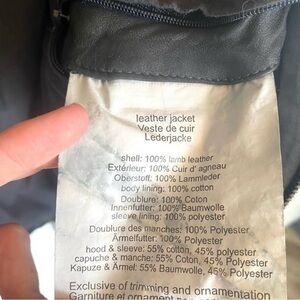 leather jacket
Veste de cuir
Lederjacke
shell: 100% lamb leather
Extérieur: 100% Cuir d' agneau
Oberstoff: 100% Lammleder
body lining: 100% cotton
Doublure: 100% Coton
Innenfutter: 100% Baumwolle
sleeve lining: 100% polyester
Doublure des manches: 100% Polyester
Ärmelfutter: 100% Polyester
hood & sleeve: 55% cotton, 45% polyester
capuche & manche: 55% Coton, 45% Polyester
Kapuze & Ärmel: 55% Baumwolle, 45% Polyester
Exclusive of trimming and ornamentation
Garniture et ornament